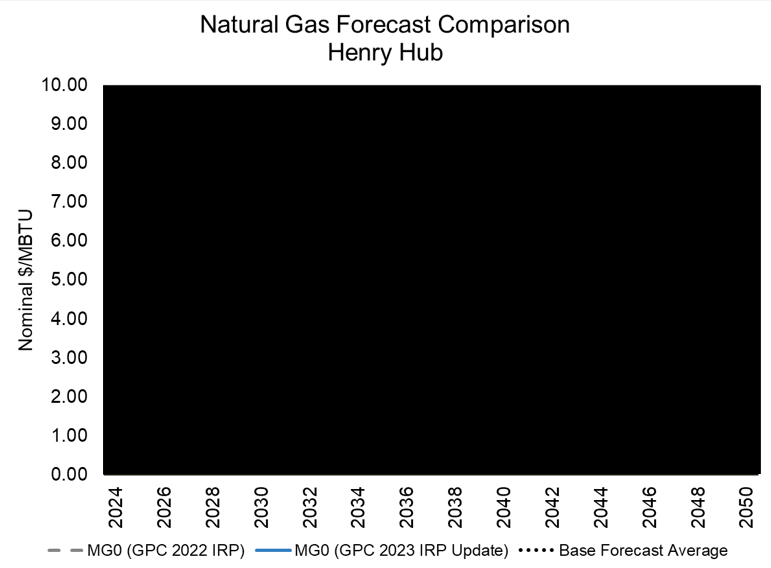 Natural Gas Forecast Comparison
Henry Hub
Nominal $/MBTU
10.00
9.00
8.00
7.00
6.00
5.00
4.00
3.00
2.00
1.00
0.00
2024 2026 2028 2030 2032 2034 2036 2038 2040 2042 2044 2046 2048 2050
MG0 (GPC 2022 IRP) MG0 (GPC 2023 IRP Update) Base Forecast Average